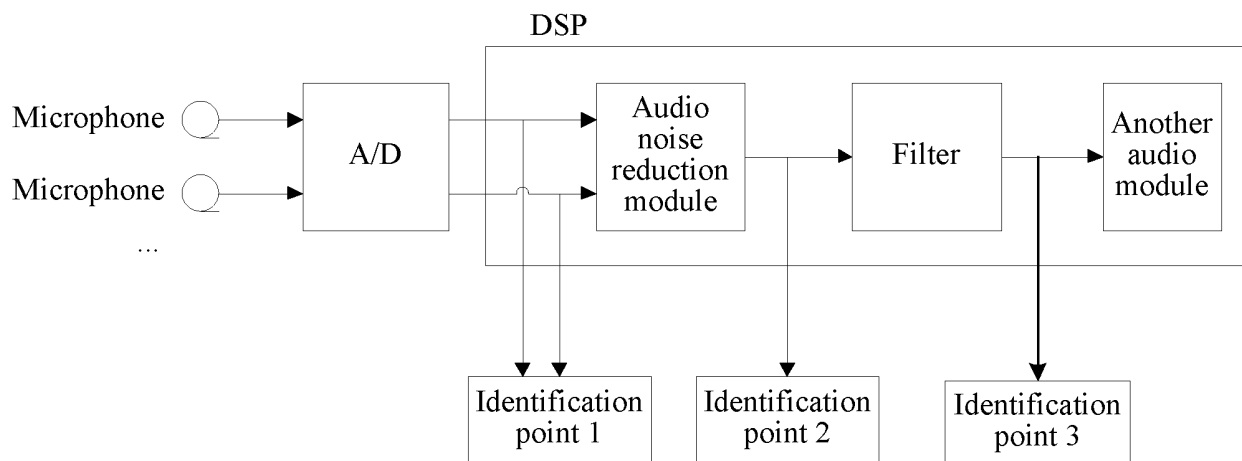 DSP
Microphone
Microphone
...
A/D
Audio
noise
reduction
module
Filter
Another
audio
module
Identification
point 1
Identification
point 2
Identification
point 3